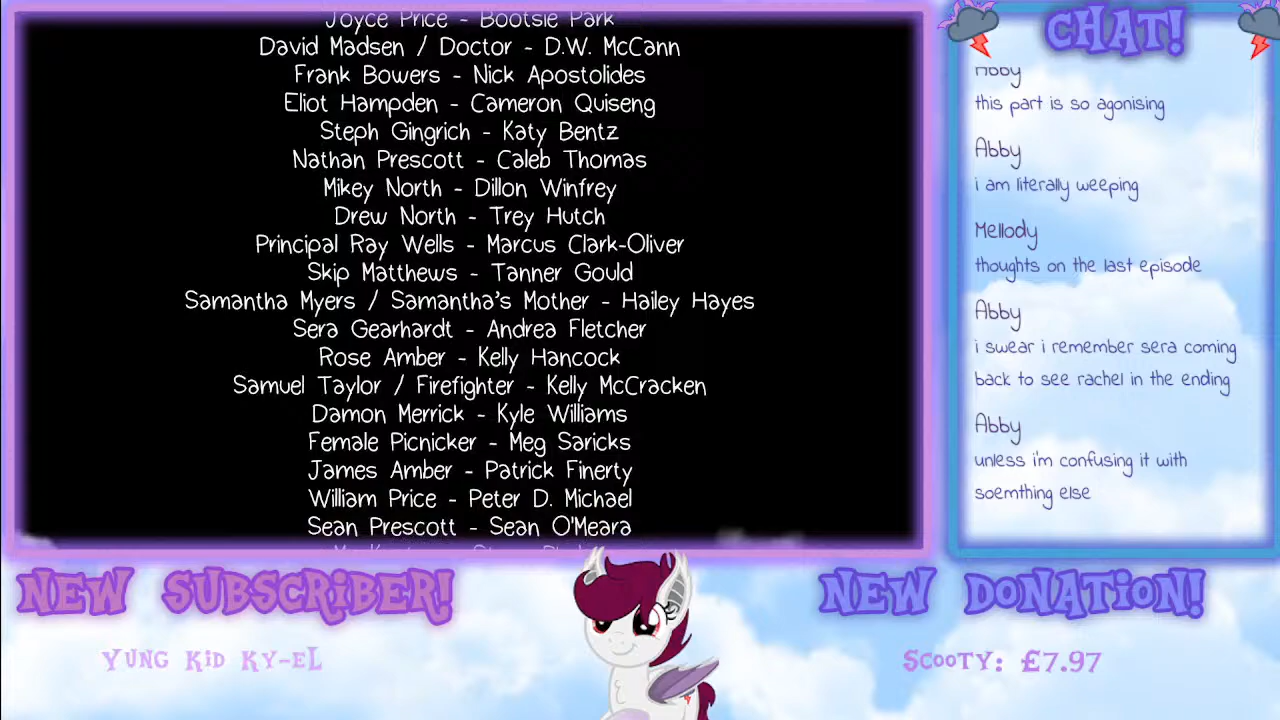 Joyce Price - Bootsie Park
David Madsen / Doctor - D.W. McCann
Frank Bowers - Nick Apostolides
Eliot Hampden - Cameron Quiseng
Steph Gingrich - Katy Bentz
Nathan Prescott - Caleb Thomas
Mikey North - Dillon Winfrey
Drew North - Trey Hutch
Principal Ray Wells - Marcus Clark-Oliver
Skip Matthews - Tanner Gould
Samantha Myers / Samantha's Mother - Hailey Hayes
Sera Gearhardt - Andrea Fletcher
Rose Amber - Kelly Hancock
Samuel Taylor / Firefighter - Kelly McCracken
Damon Merrick - Kyle Williams
Female Picnicker - Meg Saricks
James Amber - Patrick Finerty
William Price - Peter D. Michael
Sean Prescott - Sean O'Meara
CHAT!
Abby
this part is so agonising
Abby
i am literally weeping
Mellody
thoughts on the last episode
Abby
i swear i remember sera coming
back to see rachel in the ending
Abby
unless i'm confusing it with
soemthing else
NEW SUBSCRIBER!
YUNG KID KY-EL
NEW DONATION!
SCOOTY: £7.97